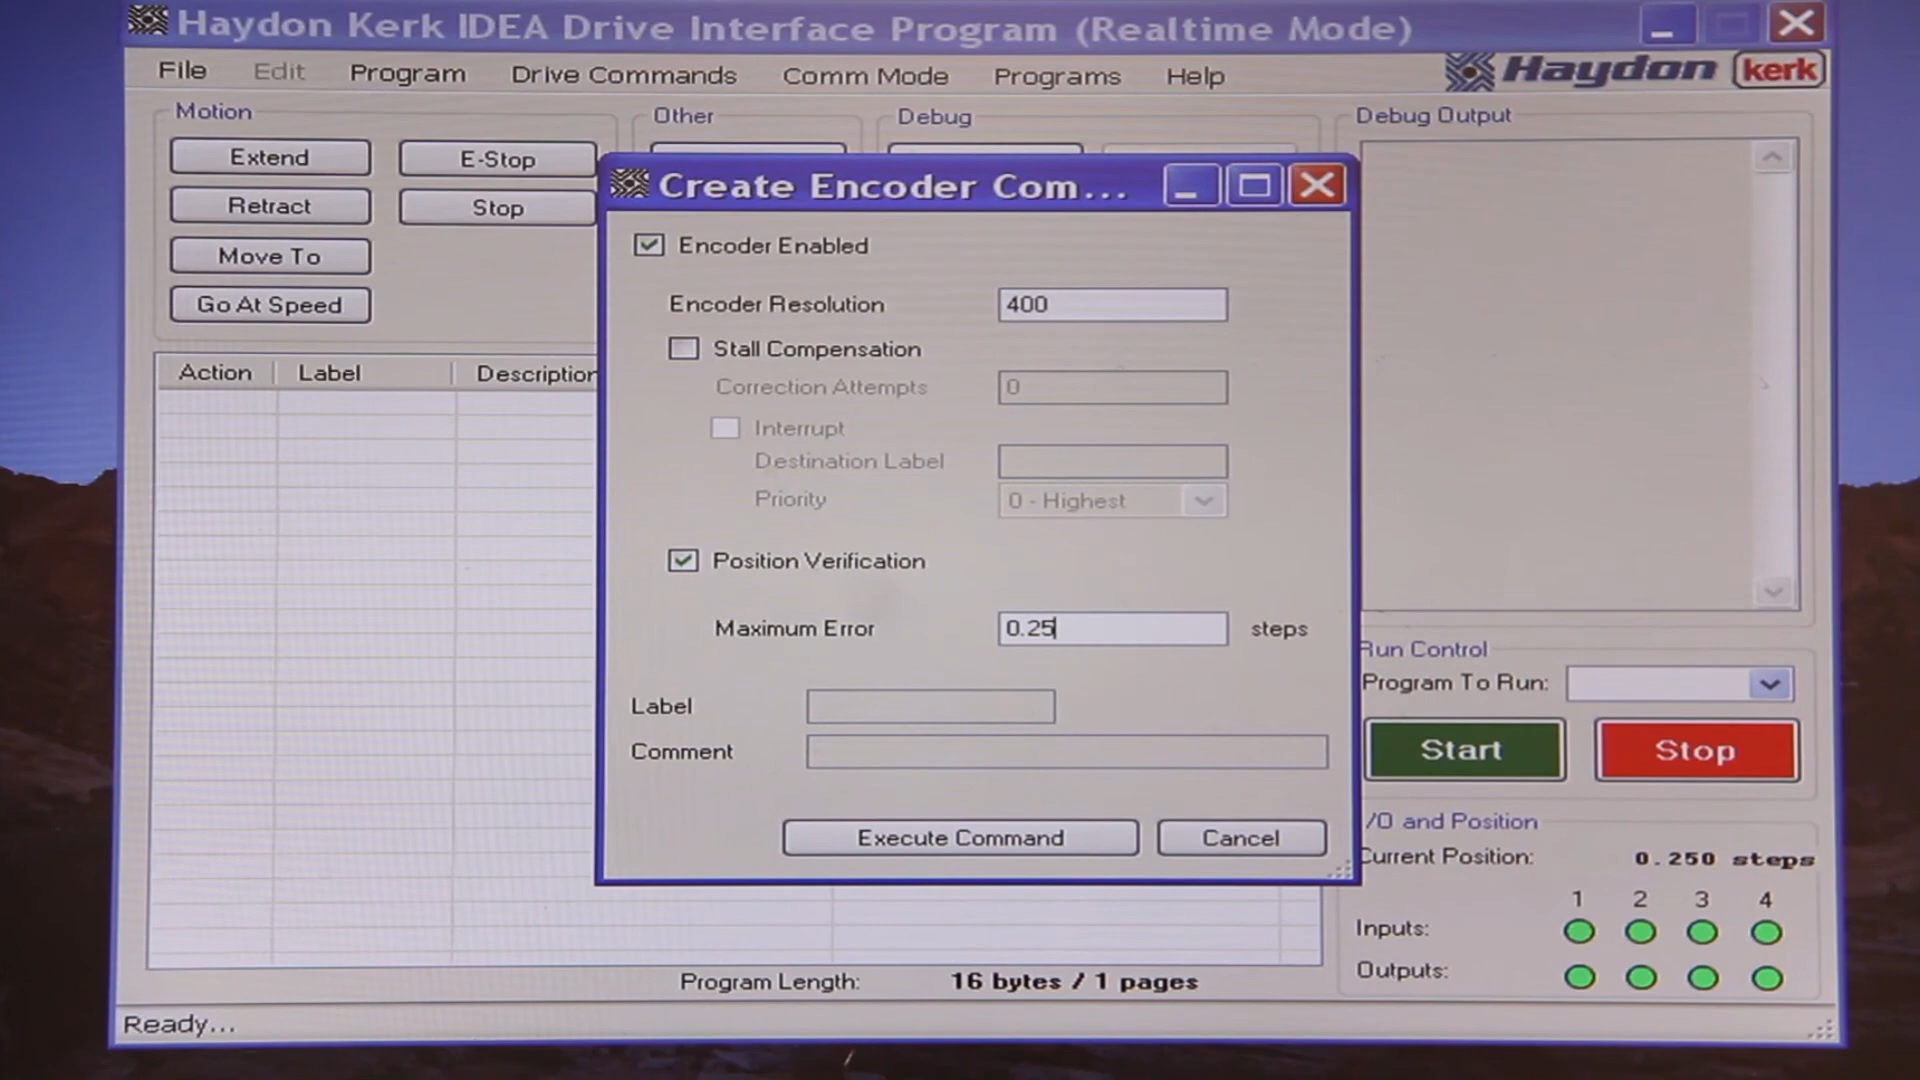 Haydon Kerk IDEA Drive Interface Program (Realtime Mode)
File Edit Program Drive Commands Comm Mode Programs Help
Haydon kerk
Motion
Other
Debug
Debug Output
Extend
E-Stop
Retract
Stop
Move To
Go At Speed
Action Label Description
Create Encoder Com...
Encoder Enabled
Encoder Resolution 400
Stall Compensation
Correction Attempts 0
Interrupt
Destination Label
Priority 0 - Highest
Position Verification
Maximum Error 0.25 steps
Label
Comment
Execute Command Cancel
Run Control
Program To Run:
Start Stop
/O and Position
Current Position: 0.250 steps
1 2 3 4
Inputs:
Outputs:
Program Length: 16 bytes / 1 pages
Ready...